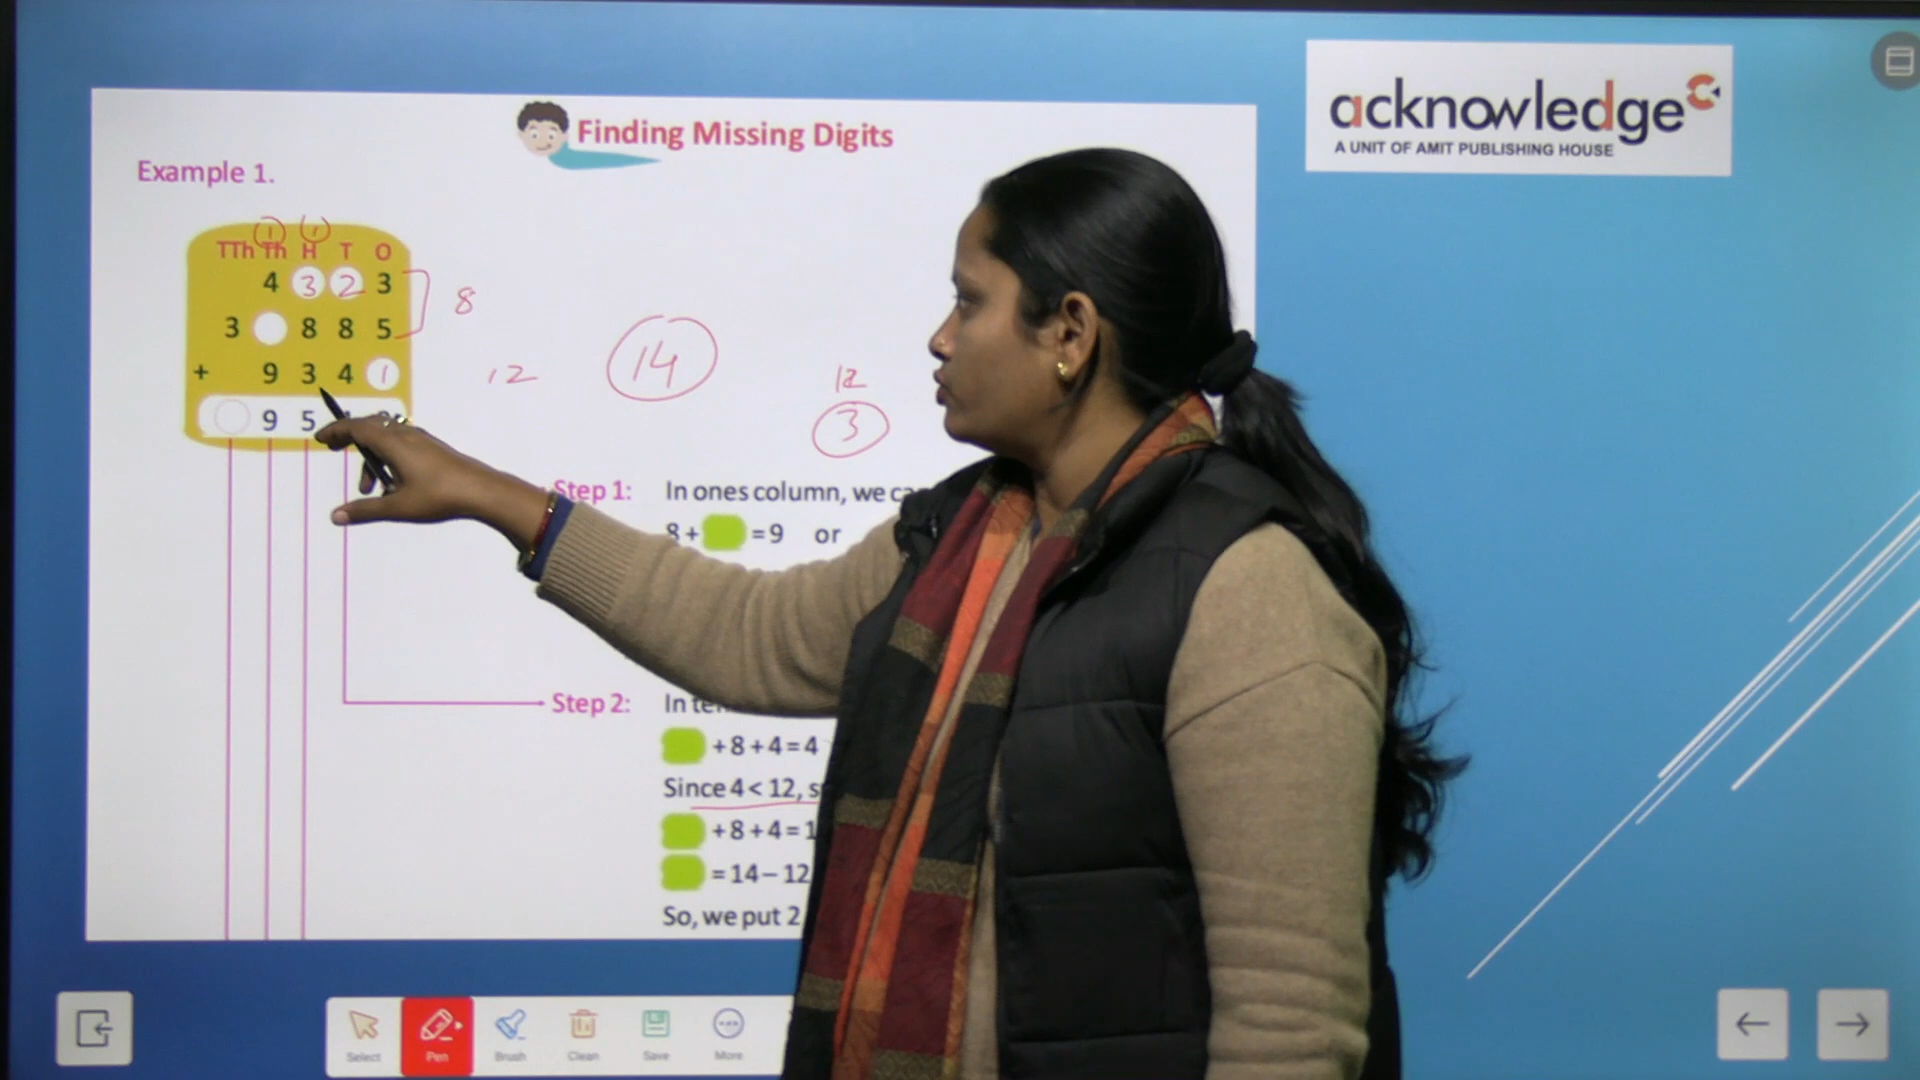 acknowledge
A UNIT OF AMIT PUBLISHING HOUSE
Finding Missing Digits
Example 1.
1 1
TTh Th H T O
4 3 2 3
3 8 8 5
+ 9 3 4 1
9 5
8
12
14
12
3
Step 1: In ones column, we
8 + = 9 or
Step 2: In
+ 8 + 4 = 4
Since 4 < 12,
+ 8 + 4 = 1
= 14 – 12
So, we put 2
Select Pen Brush Clean Save More